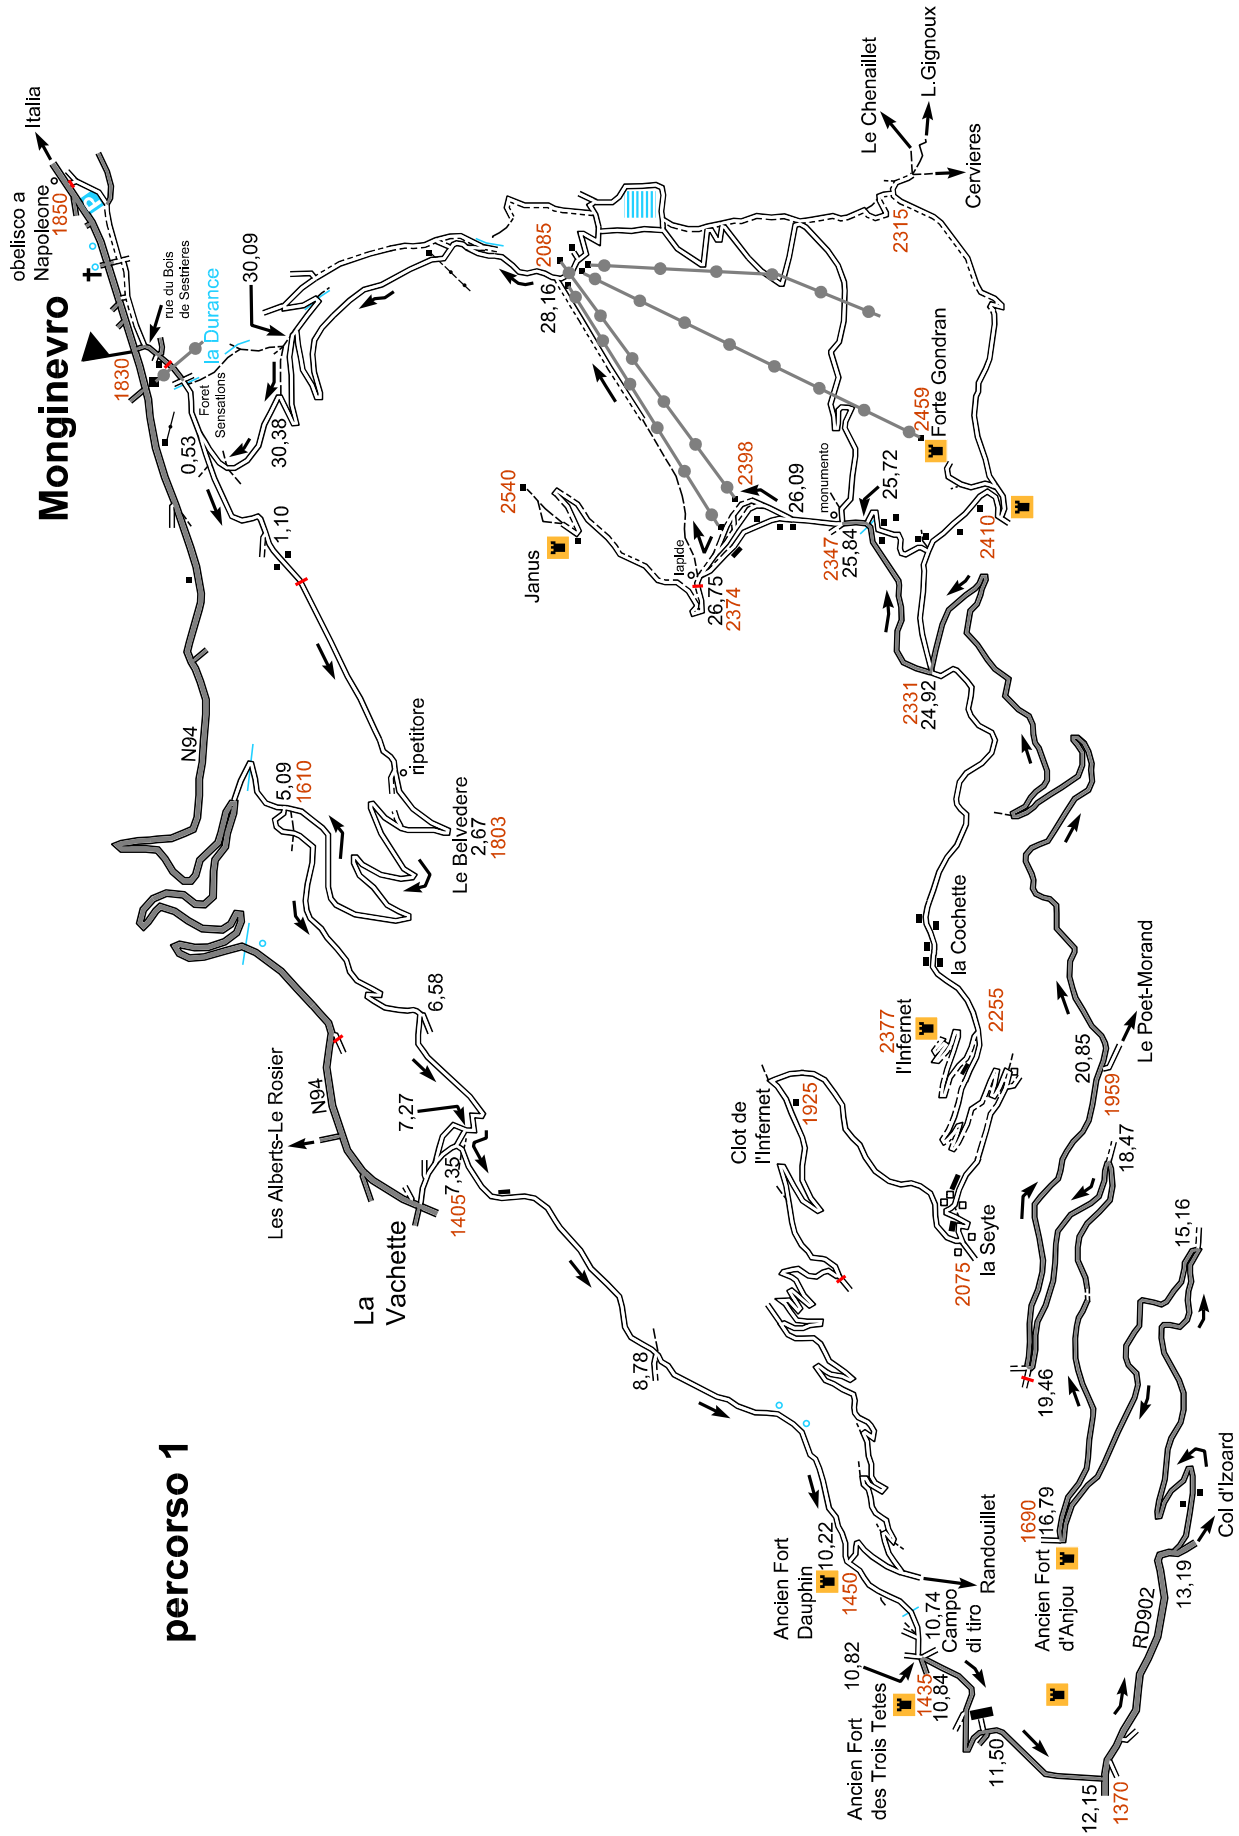 percorso 1
Monginevro
obelisco a
Napoleone
1850
Italia
P
1830
rue du Bois
de Sestrieres
la Durance
Foret
Sensations
0,53
30,09
30,38
1,10
N94
5,09
1610
ripetitore
Le Belvedere
2,67
1803
6,58
N94
Les Alberts-Le Rosier
7,27
7,35
1405
La
Vachette
8,78
10,22
Ancien Fort
Dauphin
1450
Randouillet
10,74
Campo
di tiro
10,82
1435
10,84
Ancien Fort
des Trois Tetes
11,50
12,15
1370
RD902
13,19
Col d'Izoard
15,16
1690
16,79
Ancien Fort
d'Anjou
18,47
19,46
20,85
1959
Le Poet-Morand
Clot de
l'Infernet
1925
2075
la Seyte
2377
l'Infernet
2255
la Cochette
2331
24,92
25,72
2347
25,84
monumento
26,09
2398
lapide
26,75
2374
Janus
2540
28,16
2085
2459
Forte Gondran
2410
2315
Le Chenaillet
L.Gignoux
Cervieres